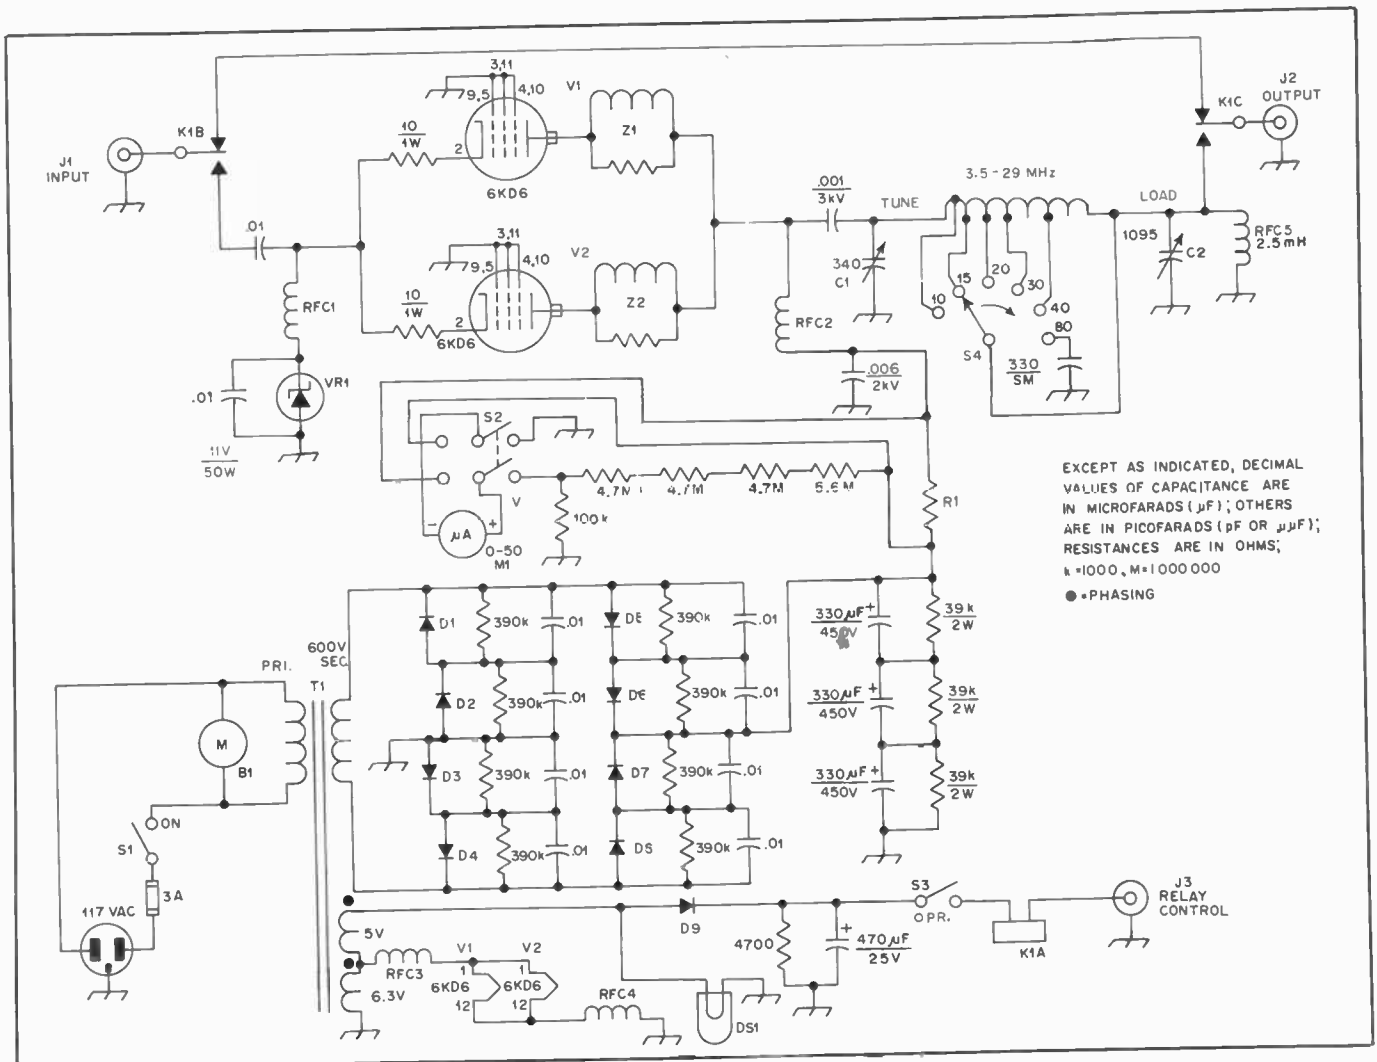 3,11
9,5
4,10
V1
J2
OUTPUT
K1C
K1B
J1
INPUT
10
1W
2
Z1
6KD6
3.5-29 MHz
.001
3kV
TUNE
LOAD
1095
C2
RFC5
2.5mH
.01
3,11
9,5
4,10
V2
10
1W
2
6KD6
Z2
RFC1
RFC2
340
C1
10
15
20
30
40
80
S4
330
SM
.006
2kV
VR1
.01
11V
50W
S2
V
4.7M
4.7M
4.7M
5.6M
100k
- +
µA
0-50
M1
R1
EXCEPT AS INDICATED, DECIMAL
VALUES OF CAPACITANCE ARE
IN MICROFARADS (µF); OTHERS
ARE IN PICOFARADS (pF OR µµF);
RESISTANCES ARE IN OHMS;
k=1000, M=1000000
●=PHASING
D1
390k
.01
390k
.01
330µF
+
450V
39k
2W
PRI.
600V
SEC.
T1
D2
390k
.01
390k
.01
330µF
+
450V
39k
2W
M
B1
D3
390k
.01
D7
390k
.01
330µF
+
450V
39k
2W
D4
390k
.01
390k
.01
ON
S1
3A
117 VAC
5V
6.3V
RFC3
V1
1
6KD6
12
V2
1
6KD6
12
RFC4
DS1
D9
4700
+
470µF
25V
S3
OPR.
K1A
J3
RELAY
CONTROL